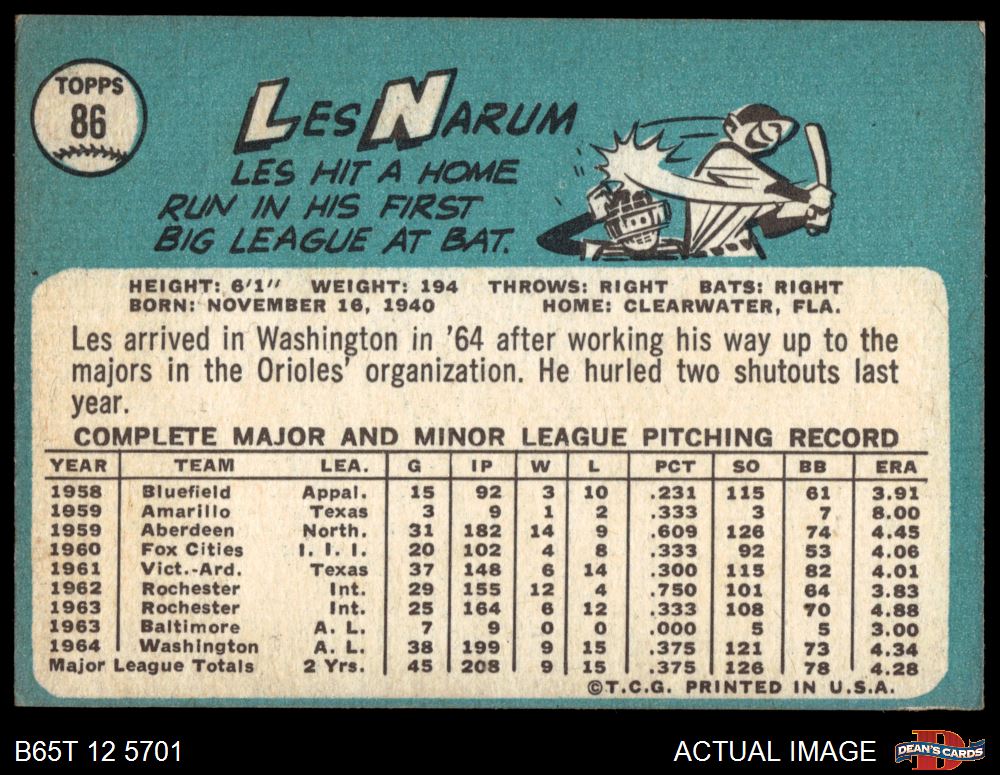 TOPPS
86
LES NARUM
LES HIT A HOME
RUN IN HIS FIRST
BIG LEAGUE AT BAT.
HEIGHT: 6'1" WEIGHT: 194 THROWS: RIGHT BATS: RIGHT
BORN: NOVEMBER 16, 1940 HOME: CLEARWATER, FLA.
Les arrived in Washington in '64 after working his way up to the
majors in the Orioles' organization. He hurled two shutouts last
year.
COMPLETE MAJOR AND MINOR LEAGUE PITCHING RECORD
YEAR TEAM LEA. G IP W L PCT SO BB ERA
1958 Bluefield Appal. 15 92 3 10 .231 115 61 3.91
1959 Amarillo Texas 3 9 1 2 .333 3 7 8.00
1959 Aberdeen North. 31 182 14 9 .609 126 74 4.45
1960 Fox Cities I. I. I. 20 102 4 8 .333 92 53 4.06
1961 Vict.-Ard. Texas 37 148 6 14 .300 115 82 4.01
1962 Rochester Int. 29 155 12 4 .750 101 64 3.83
1963 Rochester Int. 25 164 6 12 .333 108 70 4.88
1963 Baltimore A. L. 7 9 0 0 .000 5 5 3.00
1964 Washington A. L. 38 199 9 15 .375 121 73 4.34
Major League Totals 2 Yrs. 45 208 9 15 .375 126 78 4.28
©T.C.G. PRINTED IN U.S.A.
B65T 12 5701 ACTUAL IMAGE
D
DEAN'S CARDS